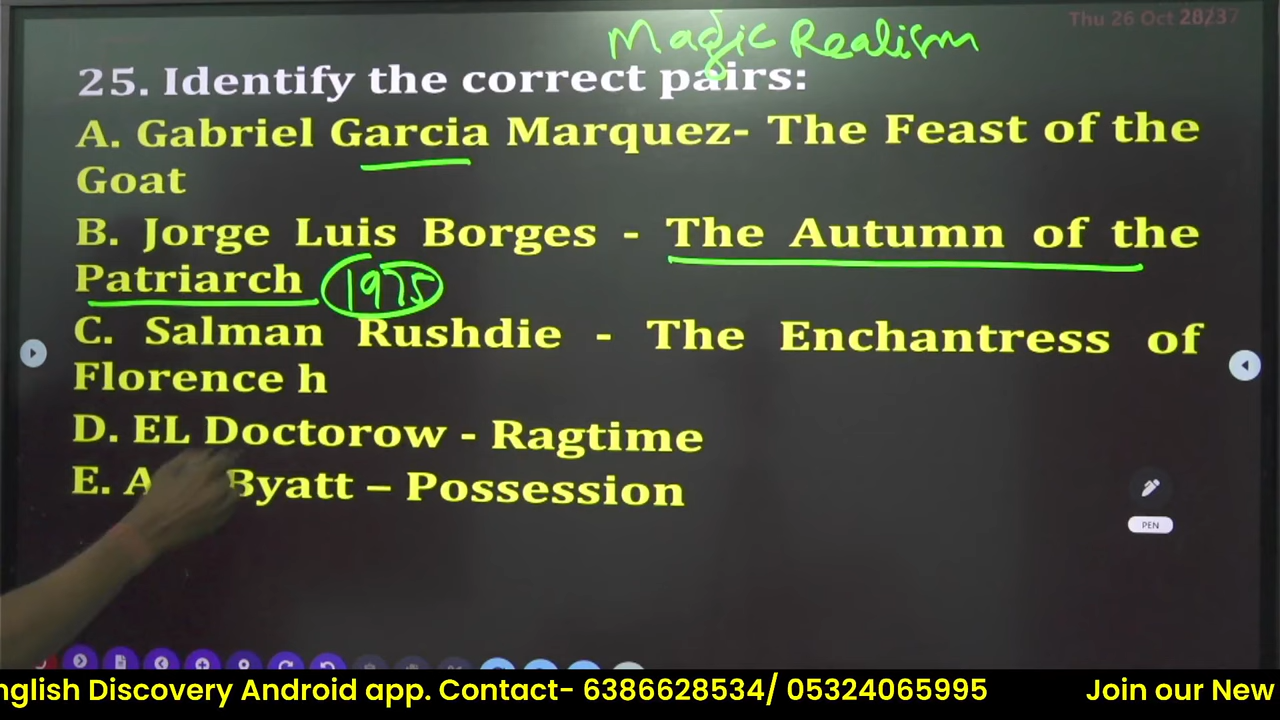 Thu 26 Oct 20/37
Magic Realism
25. Identify the correct pairs:
A. Gabriel Garcia Marquez- The Feast of the
Goat
B. Jorge Luis Borges - The Autumn of the
Patriarch 1975
C. Salman Rushdie - The Enchantress of
Florence h
D. EL Doctorow - Ragtime
E. A Byatt – Possession
PEN
nglish Discovery Android app. Contact- 6386628534/ 05324065995 Join our New